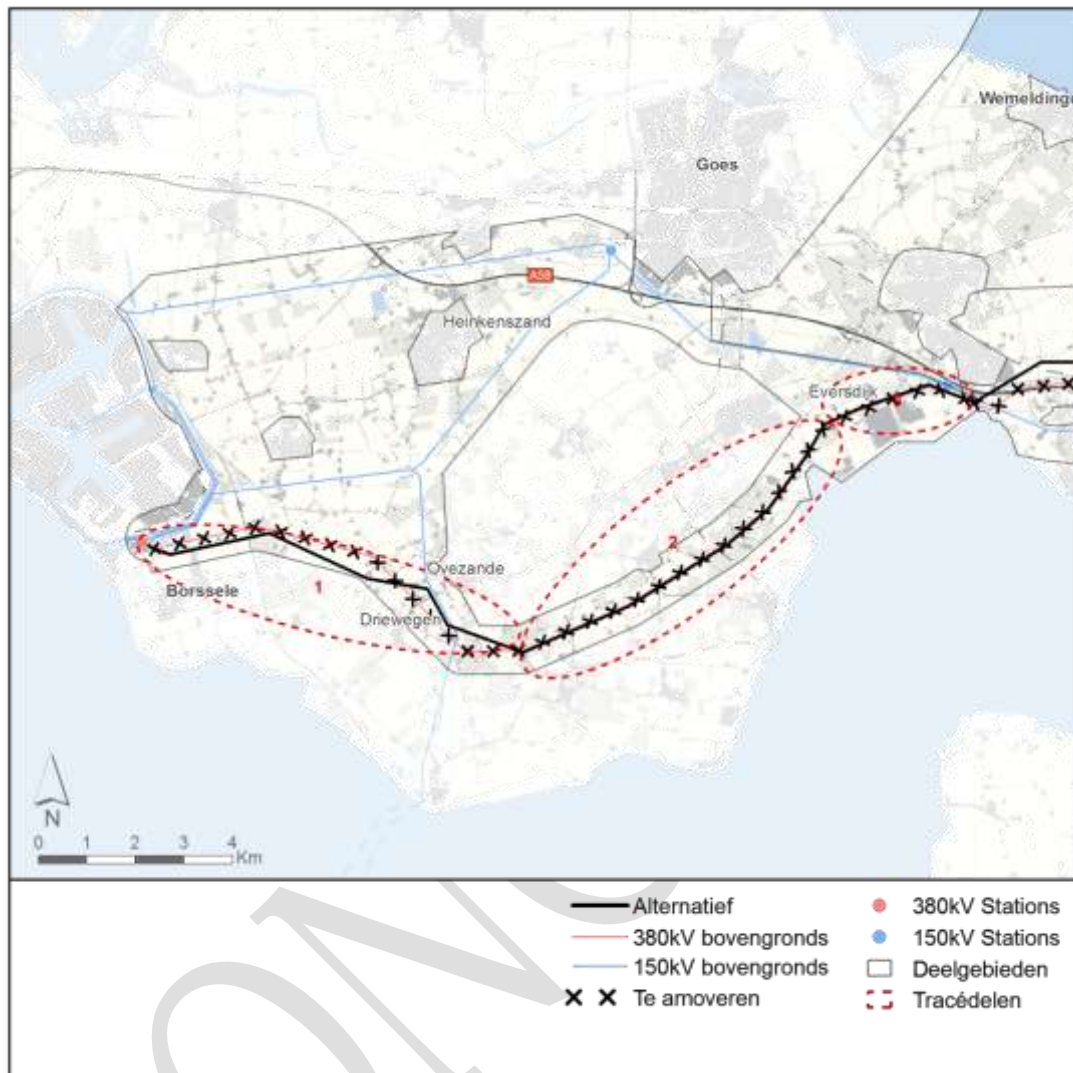 Wemeldinge
Goes
A58
Heinkenszand
Eversdijk
2
Ovezande
1
Borssele
Driewegen
N
0 1 2 3 4
Km
Alternatief
380kV Stations
380kV bovengronds
150kV Stations
150kV bovengronds
Deelgebieden
Te amoveren
Tracédelen